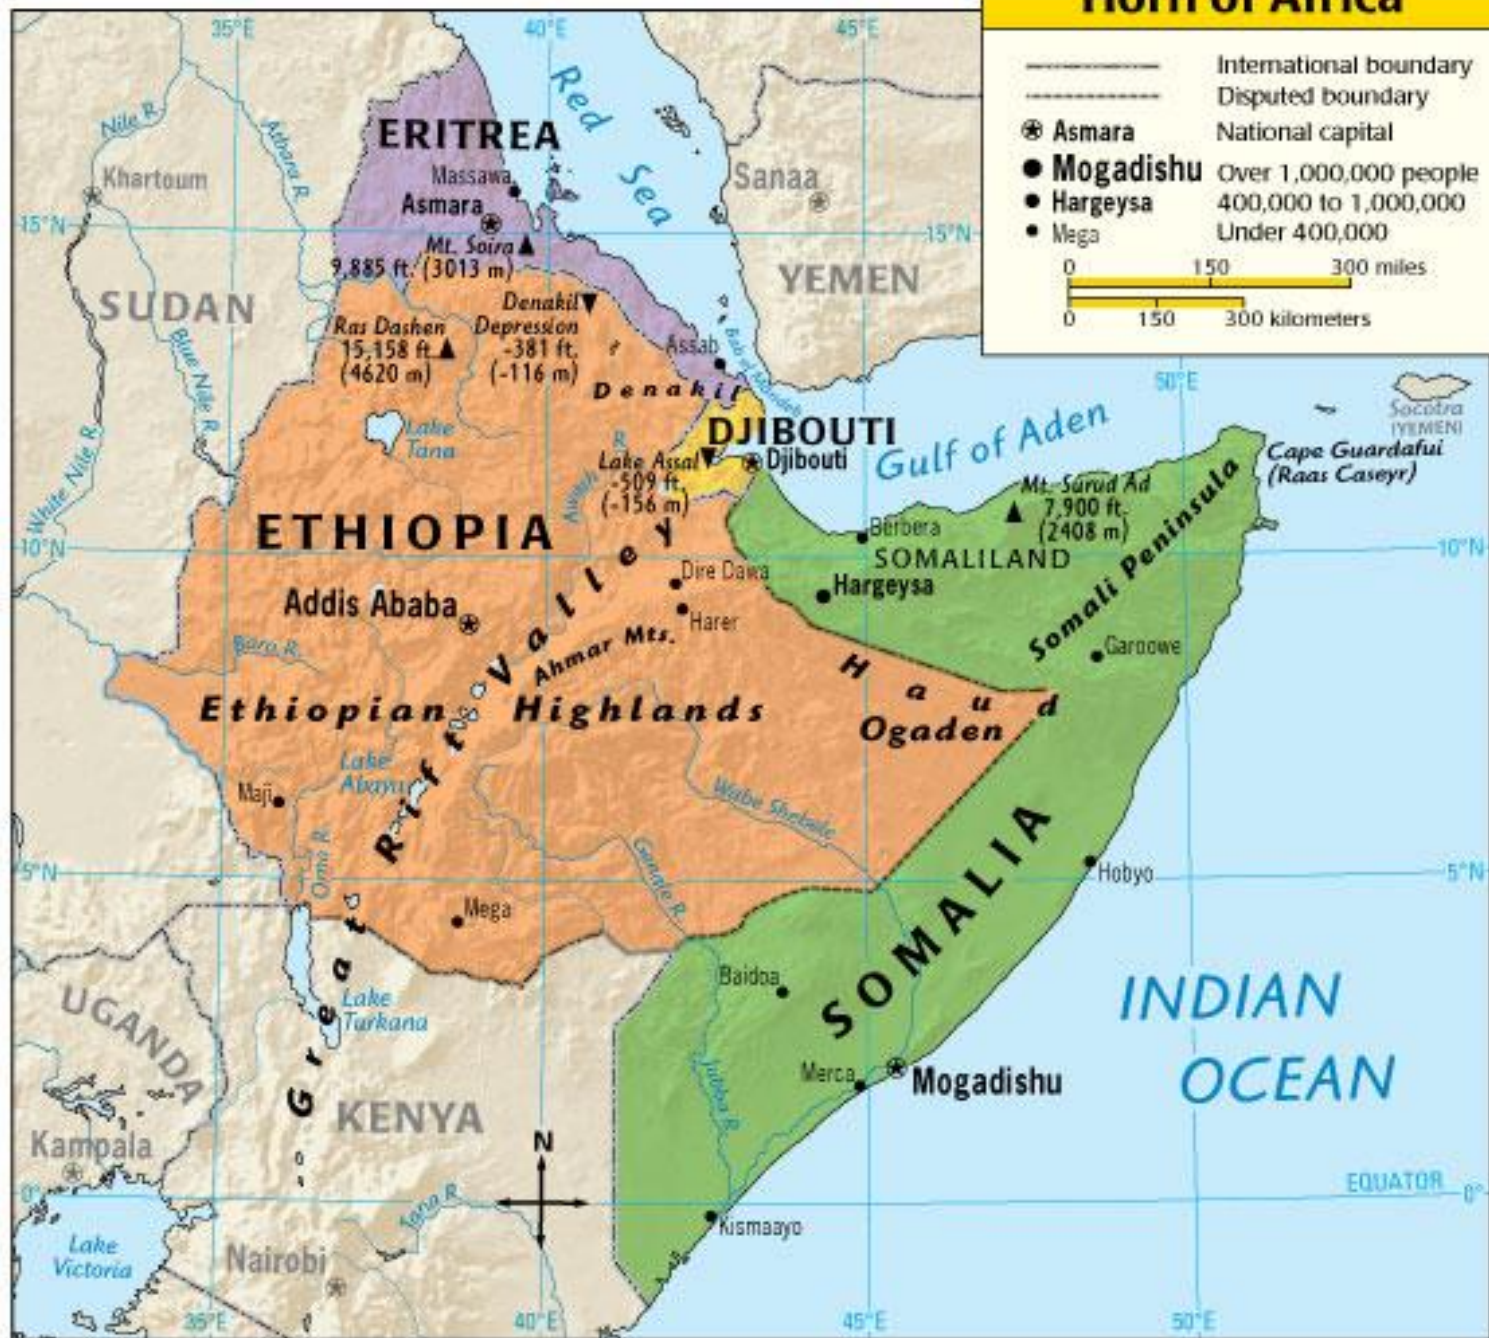 Horn of Africa
International boundary
Disputed boundary
Asmara National capital
Mogadishu Over 1,000,000 people
Hargeysa 400,000 to 1,000,000
Mega Under 400,000
0 150 300 miles
0 150 300 kilometers
35°E 40°E 45°E
Red Sea
Nile R.
Atbara R.
Khartoum
ERITREA
Massawa
Asmara
Sanaa
15°N 15°N
Mt. Soira
9,885 ft. (3013 m)
YEMEN
SUDAN
Denakil
Depression
-381 ft.
(-116 m)
Ras Dashen
15,158 ft.
(4620 m)
Assab
Bab el Mandeb
Blue Nile R.
Denakil
50°E
Socotra
(YEMEN)
Lake
Tana
DJIBOUTI
Djibouti
Gulf of Aden
Cape Guardafui
(Raas Caseyr)
Lake Assal
-509 ft.
(-156 m)
Awash R.
White Nile R.
Mt. Surud Ad
7,900 ft.
(2408 m)
ETHIOPIA
Berbera
SOMALILAND
10°N 10°N
Somali Peninsula
Dire Dawa
Hargeysa
Addis Ababa
Harer
Ahmar Mts.
Baro R.
Garoowe
Haud
Ogaden
Ethiopian Highlands
Great Rift Valley
Lake
Abaya
Maji
Wabe Shebele
Omo R.
Genale R.
5°N 5°N
Hobyo
Mega
SOMALIA
Baidoa
INDIAN
OCEAN
UGANDA
Lake
Turkana
Merca
Mogadishu
Jubba R.
KENYA
Kampala
N
EQUATOR
0° 0°
Tana R.
Kismaayo
Lake
Victoria
Nairobi
35°E 40°E 45°E 50°E